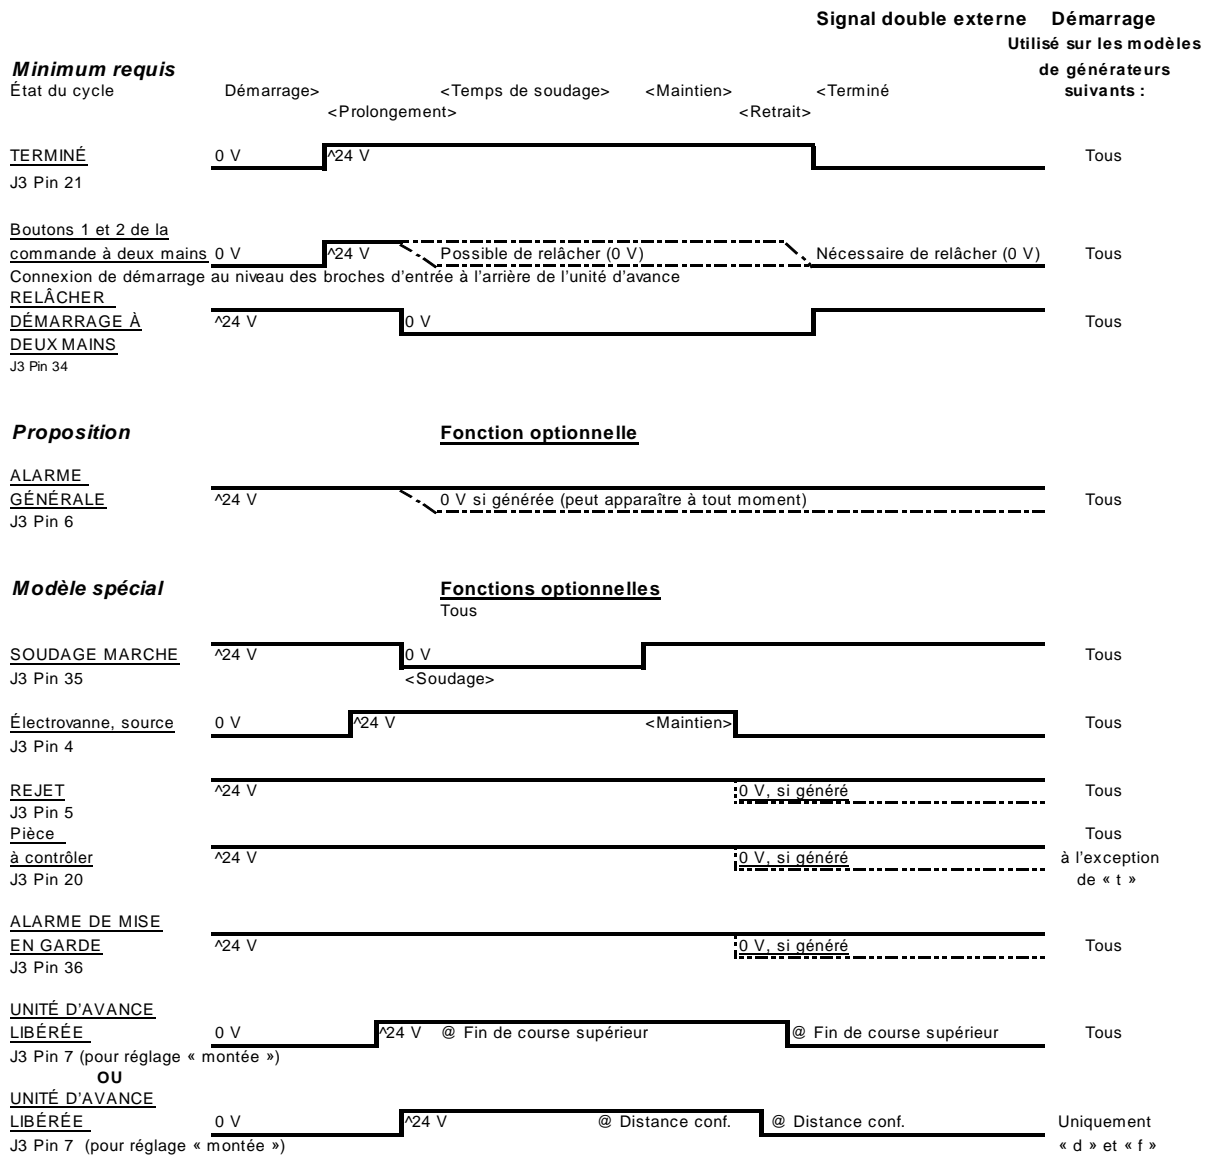 Signal double externe Démarrage
Utilisé sur les modèles
Minimum requis de générateurs
État du cycle Démarrage> <Temps de soudage> <Maintien> <Terminé suivants :
<Prolongement> <Retrait>
TERMINÉ 0 V ^24 V Tous
J3 Pin 21
Boutons 1 et 2 de la
commande à deux mains 0 V ^24 V Possible de relâcher (0 V) Nécessaire de relâcher (0 V) Tous
Connexion de démarrage au niveau des broches d’entrée à l’arrière de l’unité d’avance
RELÂCHER
DÉMARRAGE À ^24 V 0 V Tous
DEUX MAINS
J3 Pin 34
Proposition Fonction optionnelle
ALARME
GÉNÉRALE ^24 V 0 V si générée (peut apparaître à tout moment) Tous
J3 Pin 6
Modèle spécial Fonctions optionnelles
Tous
SOUDAGE MARCHE ^24 V 0 V Tous
J3 Pin 35 <Soudage>
Électrovanne, source 0 V ^24 V <Maintien> Tous
J3 Pin 4
REJET ^24 V 0 V, si généré Tous
J3 Pin 5
Pièce Tous
à contrôler ^24 V 0 V, si généré à l’exception
J3 Pin 20 de « t »
ALARME DE MISE
EN GARDE ^24 V 0 V, si généré Tous
J3 Pin 36
UNITÉ D’AVANCE
LIBÉRÉE 0 V ^24 V @ Fin de course supérieur @ Fin de course supérieur Tous
J3 Pin 7 (pour réglage « montée »)
OU
UNITÉ D’AVANCE
LIBÉRÉE 0 V ^24 V @ Distance conf. @ Distance conf. Uniquement
J3 Pin 7 (pour réglage « montée ») « d » et « f »